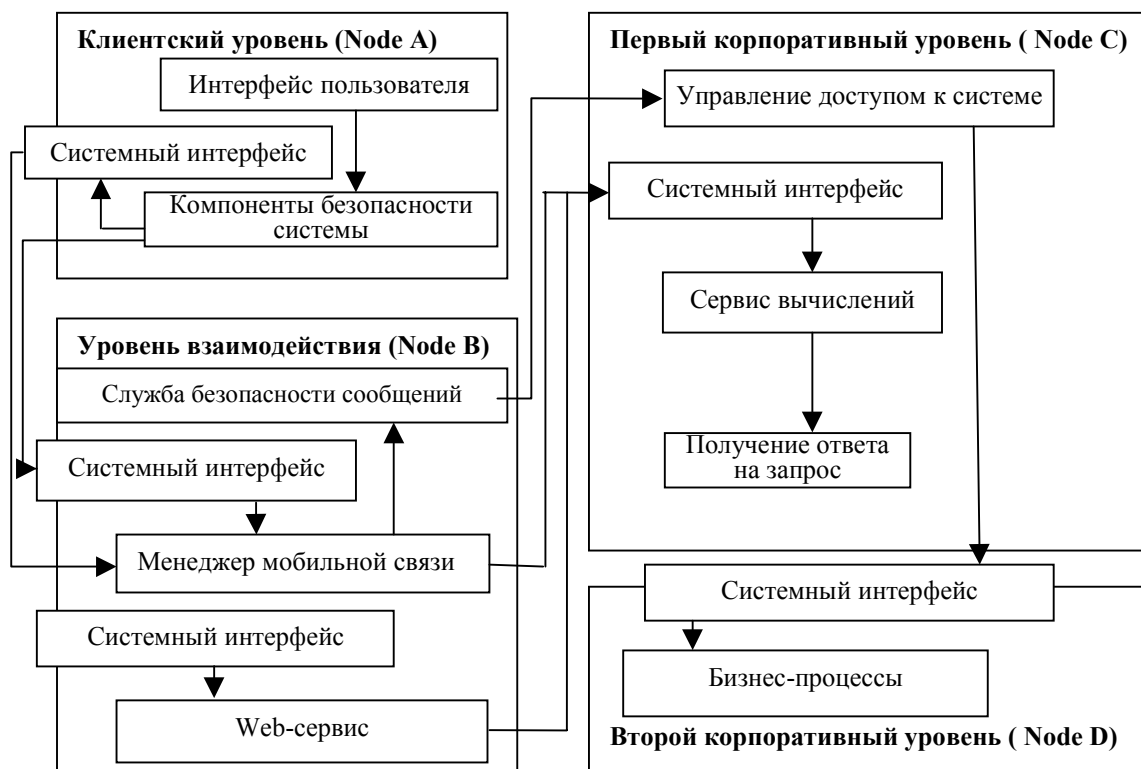 Клиентский уровень (Node A)
Интерфейс пользователя
Системный интерфейс
Компоненты безопасности
системы
Уровень взаимодействия (Node B)
Служба безопасности сообщений
Системный интерфейс
Менеджер мобильной связи
Системный интерфейс
Web-сервис
Первый корпоративный уровень ( Node C)
Управление доступом к системе
Системный интерфейс
Сервис вычислений
Получение ответа
на запрос
Системный интерфейс
Бизнес-процессы
Второй корпоративный уровень ( Node D)